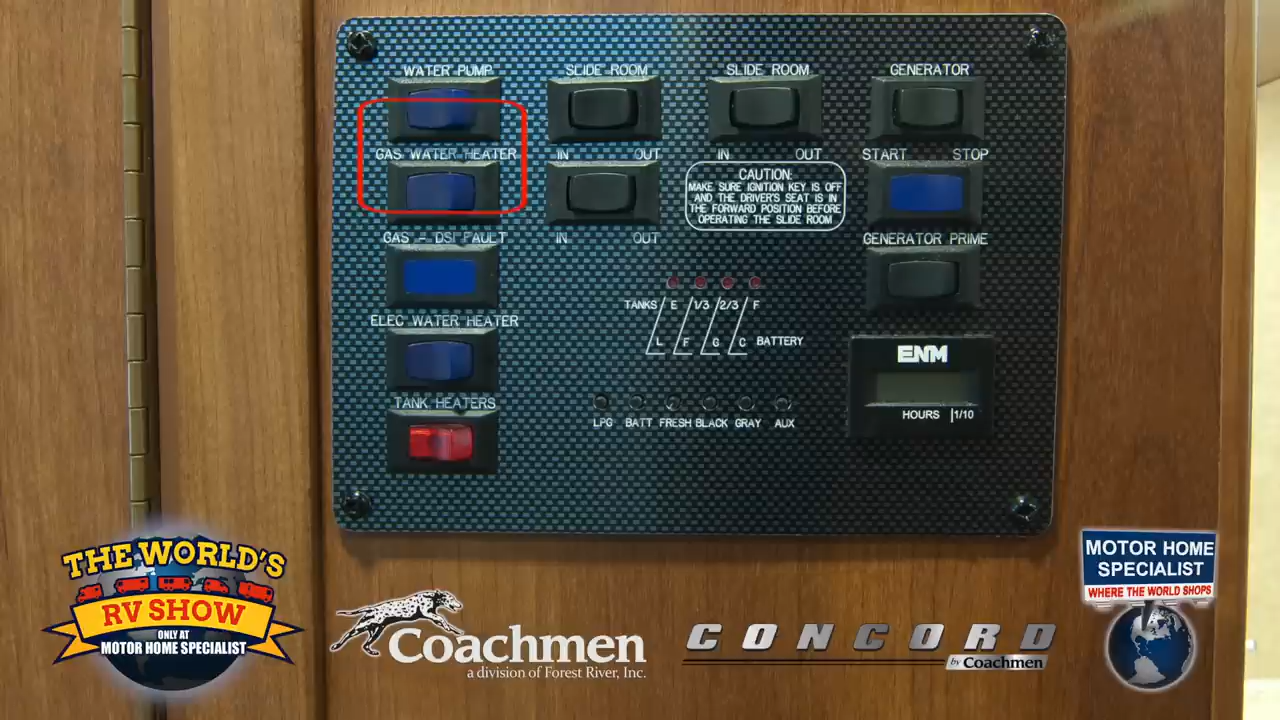 WATER PUMP
SLIDE ROOM
SLIDE ROOM
GENERATOR
GAS WATER HEATER
IN OUT
IN OUT
START STOP
CAUTION:
MAKE SURE IGNITION KEY IS OFF
AND THE DRIVER'S SEAT IS IN
THE FORWARD POSITION BEFORE
OPERATING THE SLIDE ROOM
GAS - DSI FAULT
IN OUT
GENERATOR PRIME
TANKS E 1/3 2/3 F
ELEC WATER HEATER
L F G C BATTERY
ENM
HOURS 1/10
TANK HEATERS
LPG BATT FRESH BLACK GRAY AUX
THE WORLD'S
RV SHOW
ONLY AT
MOTOR HOME SPECIALIST
Coachmen
a division of Forest River, Inc.
CONCORD
by Coachmen
MOTOR HOME
SPECIALIST
WHERE THE WORLD SHOPS